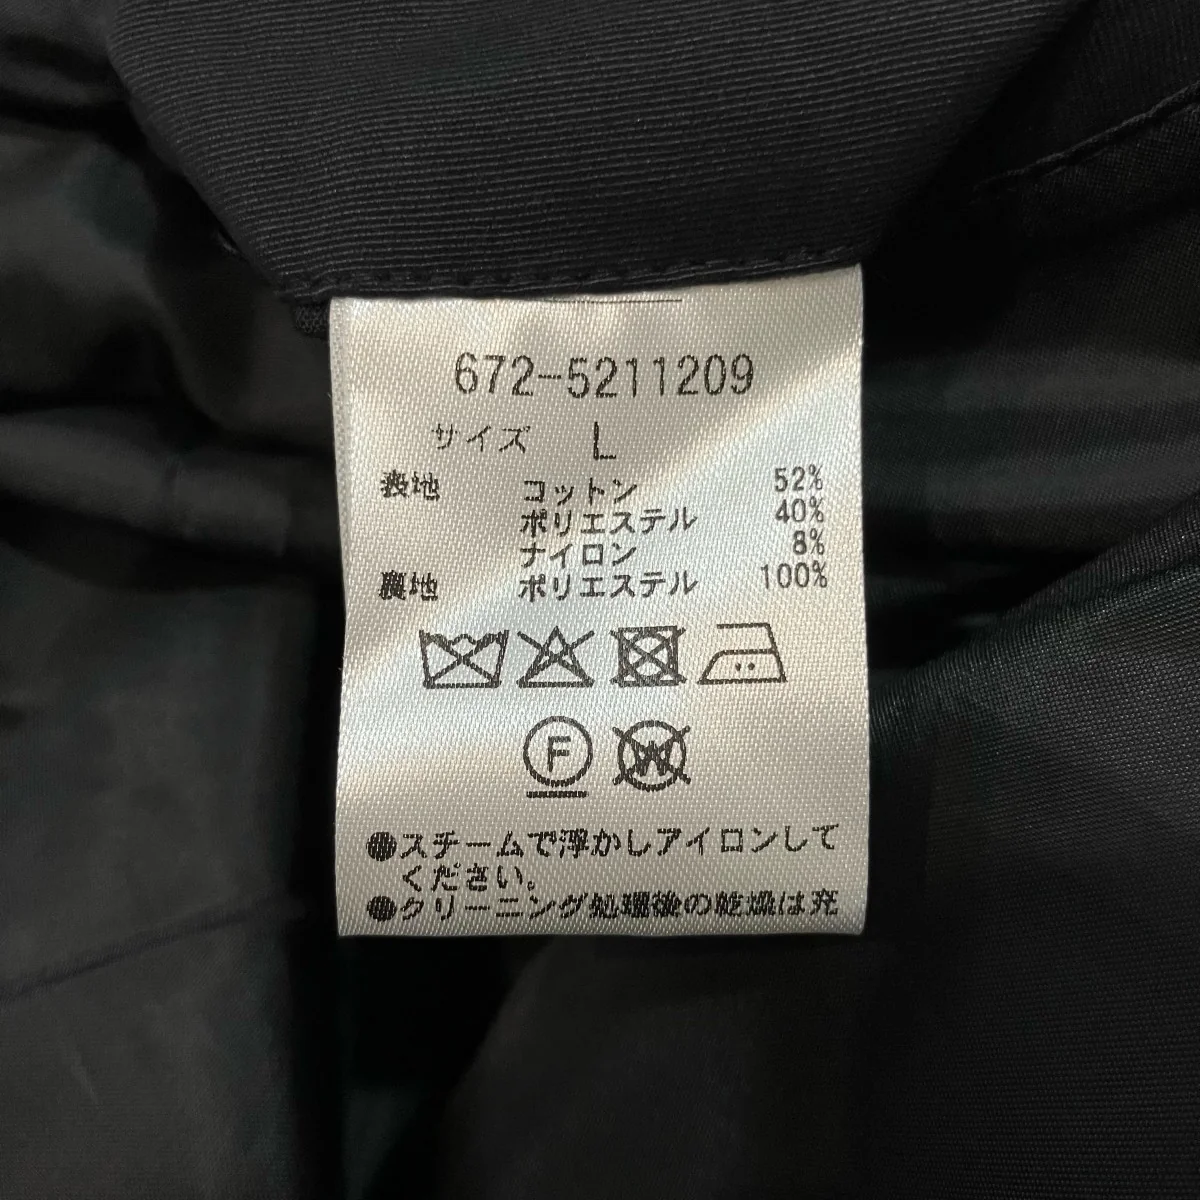 672-5211209
サイズ L
表地 コットン 52%
ポリエステル 40%
ナイロン 8%
裏地 ポリエステル 100%
F W
●スチームで浮かしアイロンして
ください。
●クリーニング処理後の乾燥は充